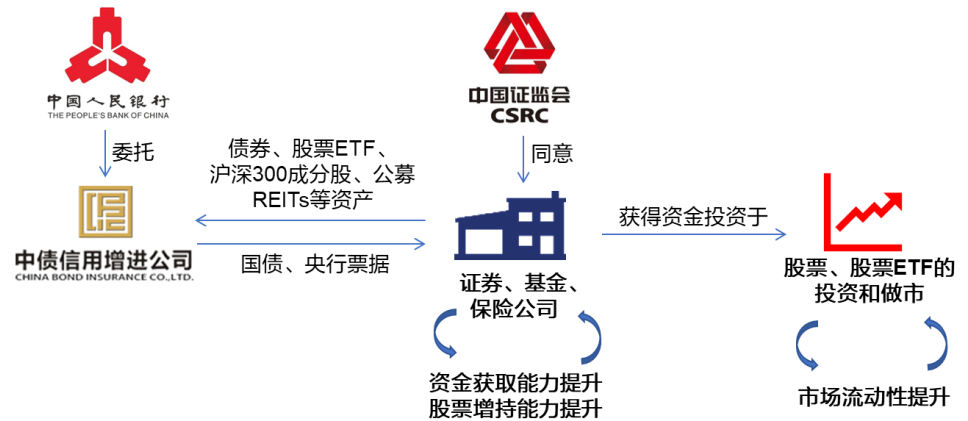 中国人民银行
THE PEOPLE'S BANK OF CHINA
委托
中债信用增进公司
CHINA BOND INSURANCE CO.,LTD.
债券、股票ETF、
沪深300成分股、公募
REITs等资产
国债、央行票据
中国证监会
CSRC
同意
证券、基金、
保险公司
资金获取能力提升
股票增持能力提升
获得资金投资于
股票、股票ETF的
投资和做市
市场流动性提升